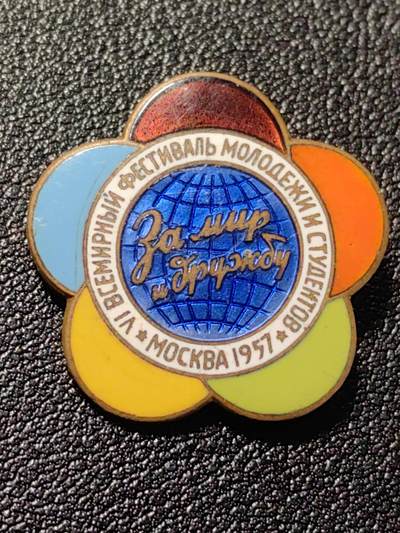 VI ВСЕМИРНЫЙ ФЕСТИВАЛЬ МОЛОДЕЖИ И СТУДЕНТОВ
За мир
и дружбу
* МОСКВА 1957 *